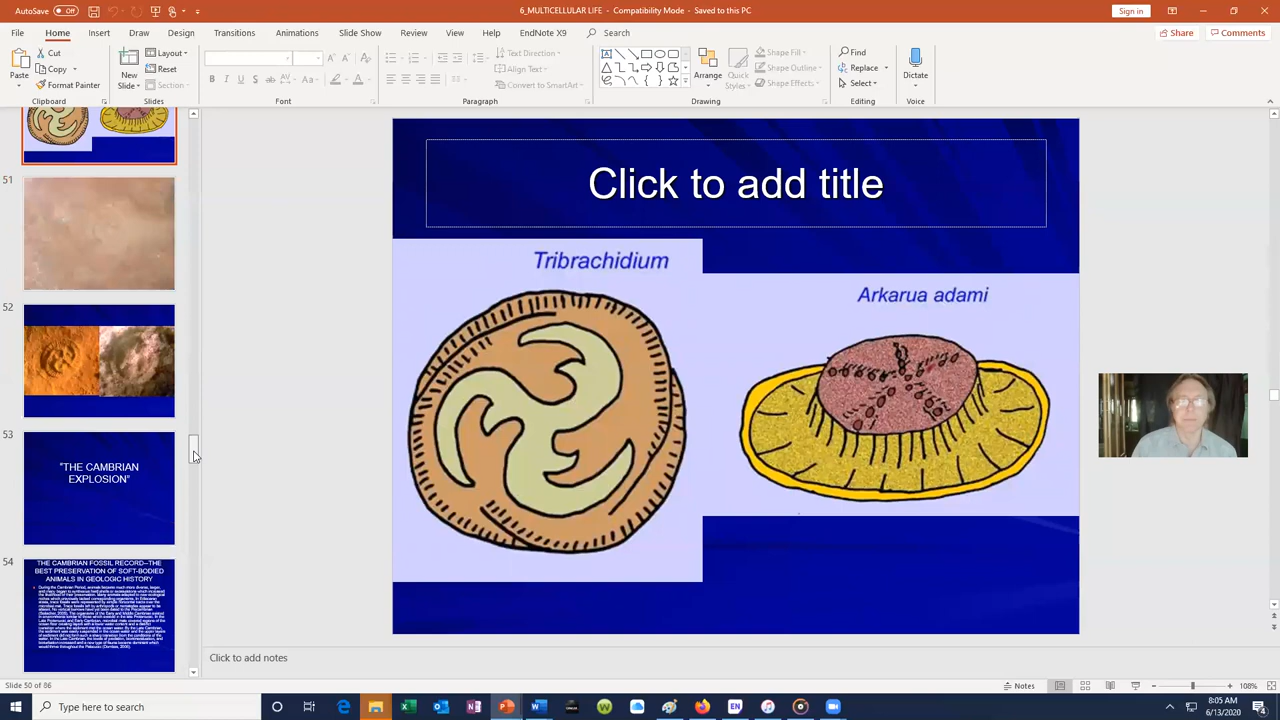 AutoSave Off
6_MULTICELLULAR LIFE - Compatibility Mode - Saved to this PC
Sign in
File Home Insert Draw Design Transitions Animations Slide Show Review View Help EndNote X9 Search
Share Comments
Paste
Cut
Copy
Format Painter
Clipboard
New
Slide
Layout
Reset
Section
Slides
Font
Text Direction
Align Text
Convert to SmartArt
Paragraph
Arrange
Quick
Styles
Shape Fill
Shape Outline
Shape Effects
Drawing
Find
Replace
Select
Editing
Dictate
Voice
51
52
53
"THE CAMBRIAN
EXPLOSION"
54
THE CAMBRIAN FOSSIL RECORD--THE
BEST PRESERVATION OF SOFT-BODIED
ANIMALS IN GEOLOGIC HISTORY
Click to add title
Tribrachidium
Arkarua adami
Click to add notes
Slide 50 of 86
Notes
108%
Type here to search
8:05 AM
6/13/2020